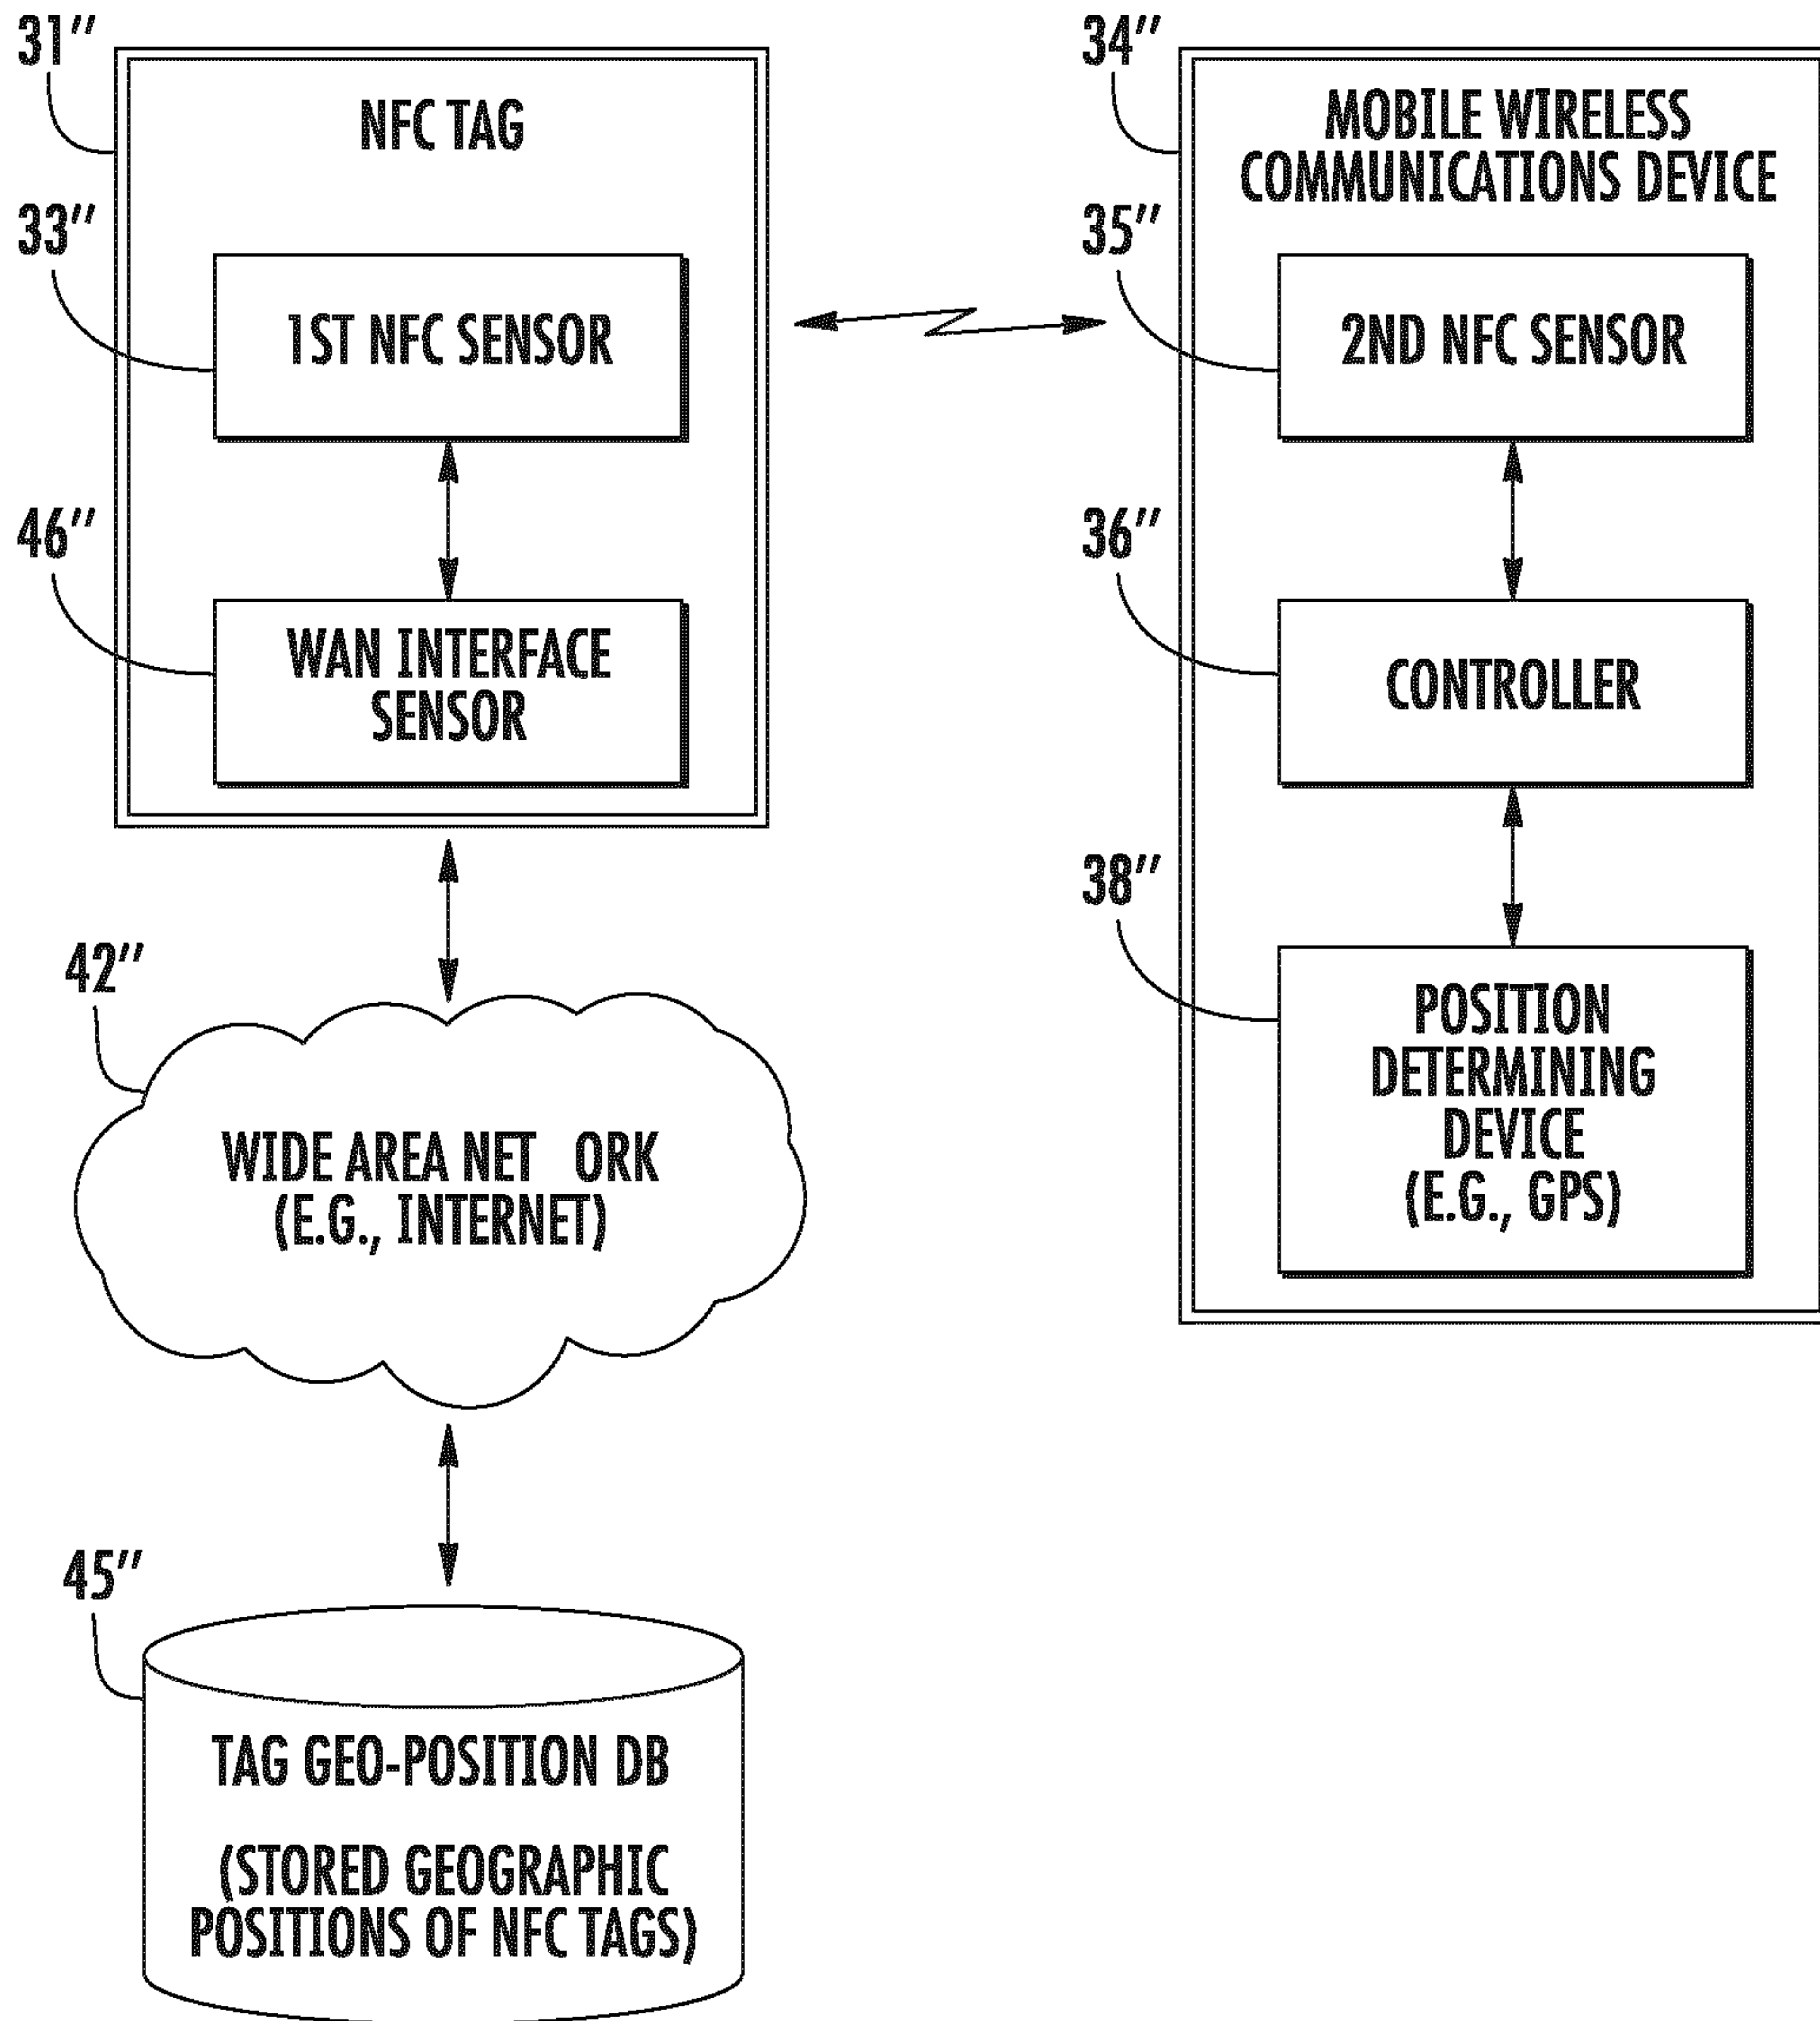 31″
NFC TAG
33″
1ST NFC SENSOR
46″
WAN INTERFACE
SENSOR
34″
MOBILE WIRELESS
COMMUNICATIONS DEVICE
35″
2ND NFC SENSOR
36″
CONTROLLER
38″
POSITION
DETERMINING
DEVICE
(E.G., GPS)
42″
WIDE AREA NET ORK
(E.G., INTERNET)
45″
TAG GEO-POSITION DB
(STORED GEOGRAPHIC
POSITIONS OF NFC TAGS)